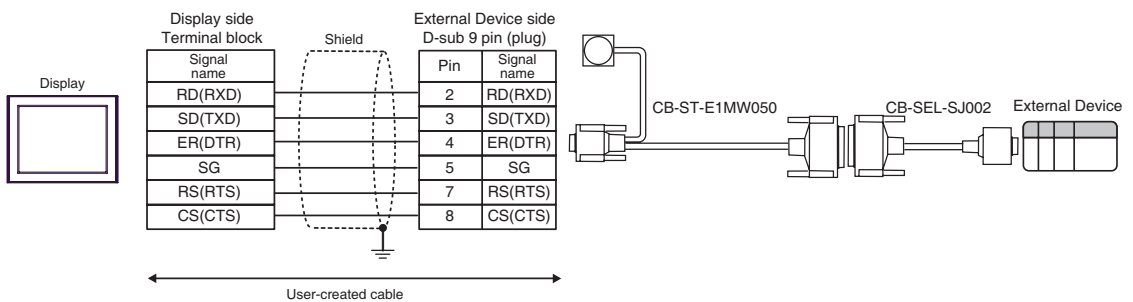 Display side
Terminal block
Shield
External Device side
D-sub 9 pin (plug)
Signal
name
Pin
Signal
name
RD(RXD)
2
RD(RXD)
SD(TXD)
3
SD(TXD)
ER(DTR)
4
ER(DTR)
SG
5
SG
RS(RTS)
7
RS(RTS)
CS(CTS)
8
CS(CTS)
Display
CB-ST-E1MW050
CB-SEL-SJ002
External Device
User-created cable